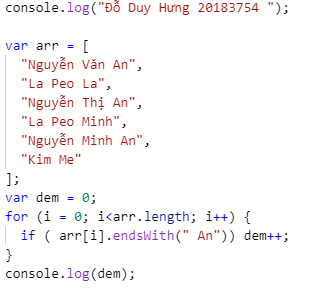 console.log("Đỗ Duy Hưng 20183754 ");
var arr = [
"Nguyễn Văn An",
"La Peo La",
"Nguyễn Thị An",
"La Peo Minh",
"Nguyễn Minh An",
"Kim Me"
];
var dem = 0;
for (i = 0; i<arr.length; i++) {
if ( arr[i].endsWith(" An")) dem++;
}
console.log(dem);